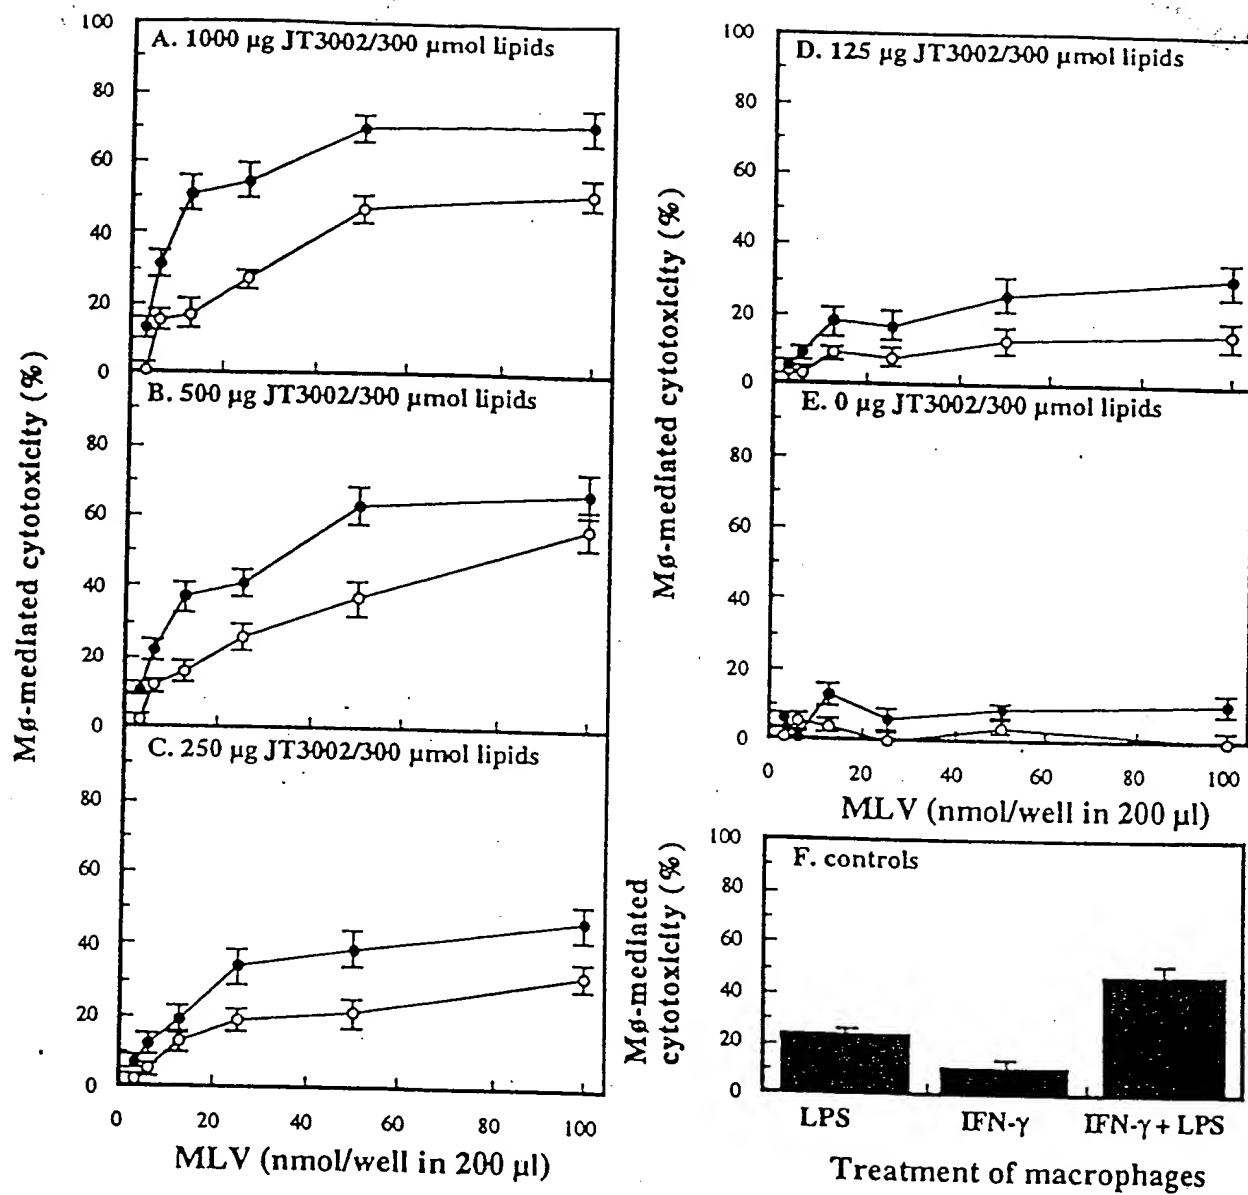 Mø-mediated cytotoxicity (%)
A. 1000 µg JT3002/300 µmol lipids
100
80
60
40
20
0
B. 500 µg JT3002/300 µmol lipids
80
60
40
20
0
C. 250 µg JT3002/300 µmol lipids
80
60
40
20
0
0 20 40 60 80 100
MLV (nmol/well in 200 µl)
Mø-mediated cytotoxicity (%)
D. 125 µg JT3002/300 µmol lipids
100
80
60
40
20
0
E. 0 µg JT3002/300 µmol lipids
80
60
40
20
0
0 20 40 60 80 100
MLV (nmol/well in 200 µl)
Mø-mediated
cytotoxicity (%)
F. controls
100
80
60
40
20
0
LPS IFN-γ IFN-γ + LPS
Treatment of macrophages